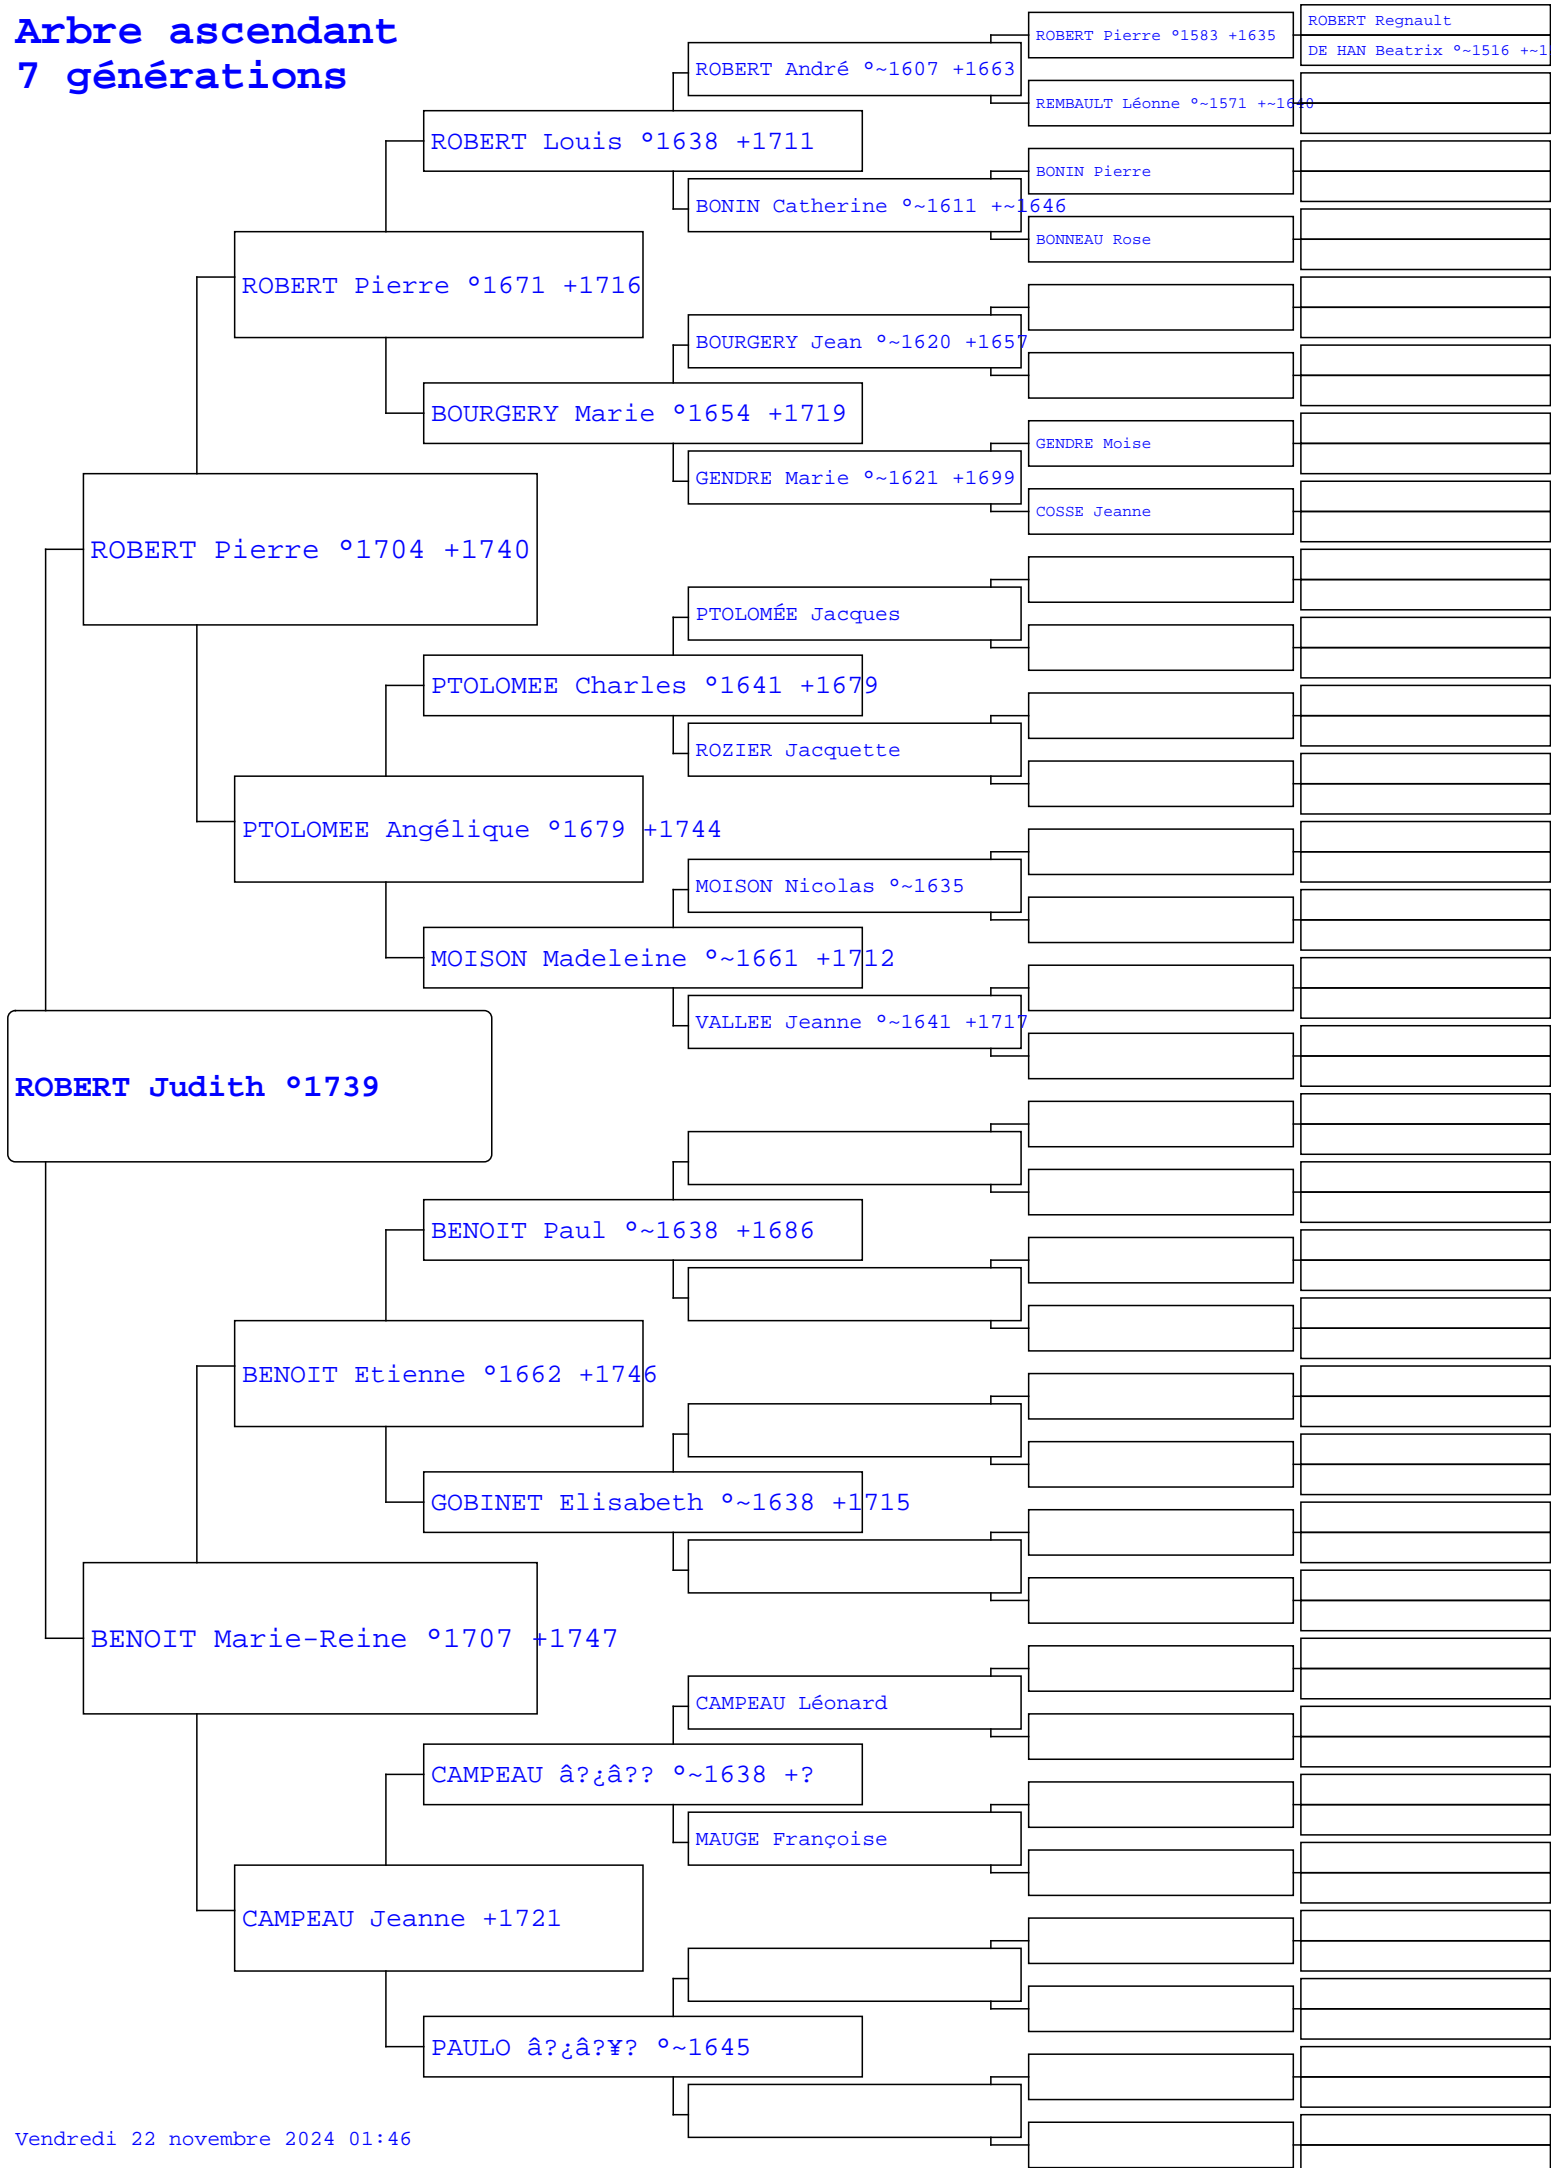 Arbre ascendant
7 générations
ROBERT Regnault
DE HAN Beatrix °~1516 +~1
ROBERT Pierre °1583 +1635
ROBERT André °~1607 +1663
REMBAULT Léonne °~1571 +~1640
ROBERT Louis °1638 +1711
BONIN Pierre
BONIN Catherine °~1611 +~1646
BONNEAU Rose
ROBERT Pierre °1671 +1716
BOURGERY Jean °~1620 +1657
BOURGERY Marie °1654 +1719
GENDRE Moise
GENDRE Marie °~1621 +1699
COSSE Jeanne
ROBERT Pierre °1704 +1740
PTOLOMÉE Jacques
PTOLOMEE Charles °1641 +1679
ROZIER Jacquette
PTOLOMEE Angélique °1679 +1744
MOISON Nicolas °~1635
MOISON Madeleine °~1661 +1712
VALLEE Jeanne °~1641 +1717
ROBERT Judith °1739
BENOIT Paul °~1638 +1686
BENOIT Etienne °1662 +1746
GOBINET Elisabeth °~1638 +1715
BENOIT Marie-Reine °1707 +1747
CAMPEAU Léonard
CAMPEAU â?¿â?? °~1638 +?
MAUGE Françoise
CAMPEAU Jeanne +1721
PAULO â?¿â?¥? °~1645
Vendredi 22 novembre 2024 01:46